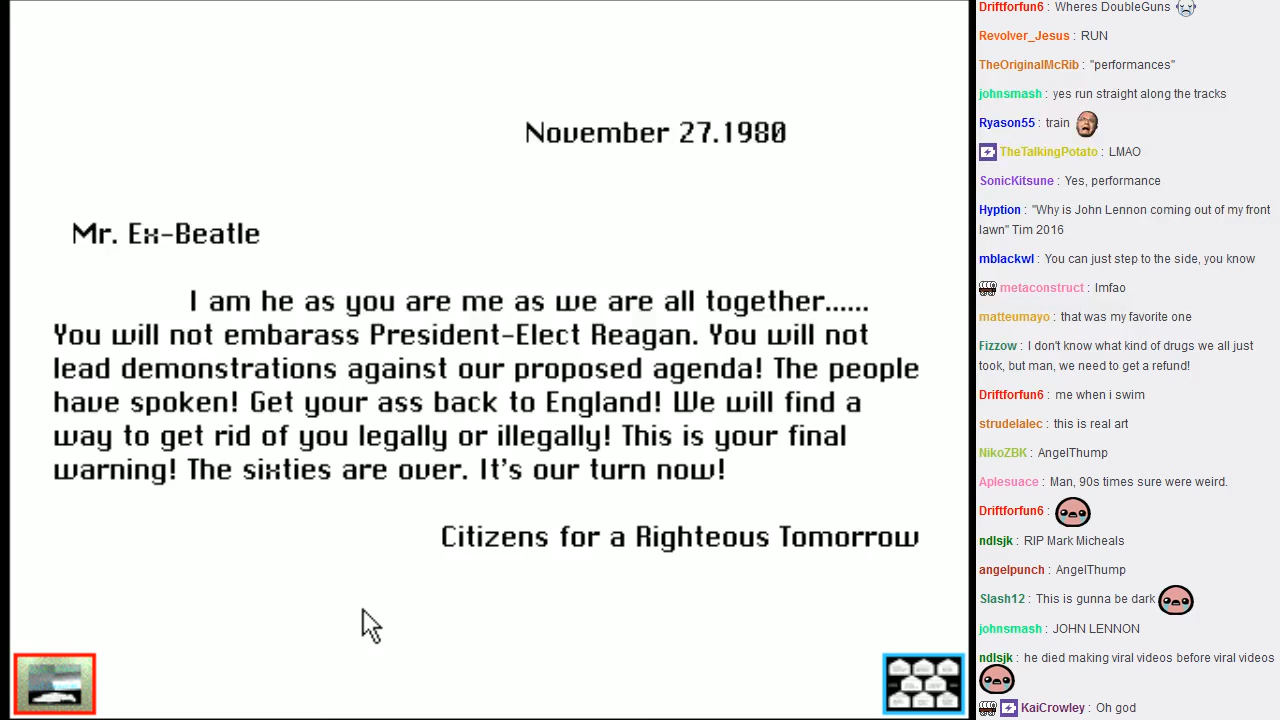 November 27.1980
Mr. Ex-Beatle
I am he as you are me as we are all together......
You will not embarass President-Elect Reagan. You will not
lead demonstrations against our proposed agenda! The people
have spoken! Get your ass back to England! We will find a
way to get rid of you legally or illegally! This is your final
warning! The sixties are over. It's our turn now!
Citizens for a Righteous Tomorrow
Driftforfun6 : Wheres DoubleGuns
Revolver_Jesus : RUN
TheOriginalMcRib : "performances"
johnsmash : yes run straight along the tracks
Ryason55 : train
TheTalkingPotato : LMAO
SonicKitsune : Yes, performance
Hyption : "Why is John Lennon coming out of my front
lawn" Tim 2016
mblackwl : You can just step to the side, you know
metaconstruct : lmfao
matteumayo : that was my favorite one
Fizzow : I don't know what kind of drugs we all just
took, but man, we need to get a refund!
Driftforfun6 : me when i swim
strudelalec : this is real art
NikoZBK : AngelThump
Aplesuace : Man, 90s times sure were weird.
Driftforfun6 :
ndlsjk : RIP Mark Micheals
angelpunch : AngelThump
Slash12 : This is gunna be dark
johnsmash : JOHN LENNON
ndlsjk : he died making viral videos before viral videos
KaiCrowley : Oh god